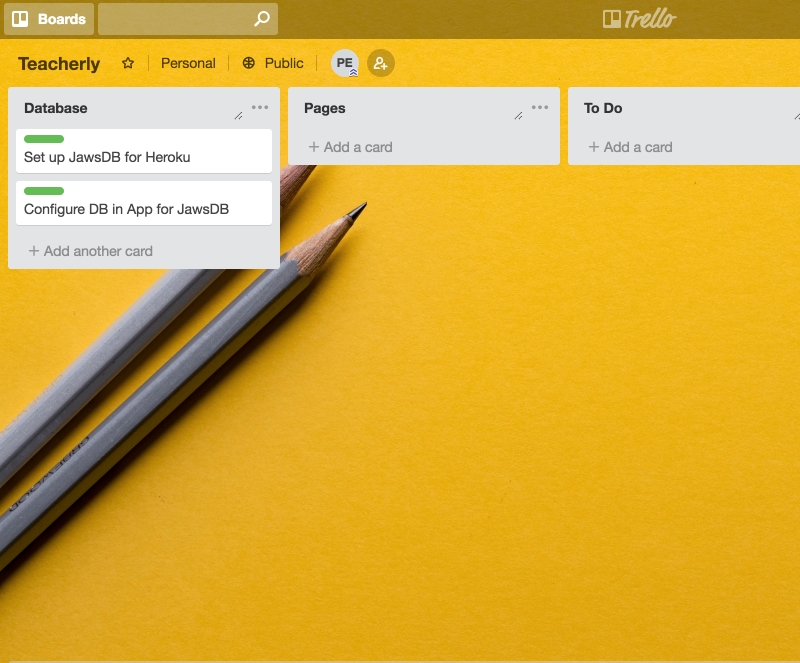 Boards
Trello
Teacherly
Personal
Public
PE
Database
Set up JawsDB for Heroku
Configure DB in App for JawsDB
+ Add another card
Pages
+ Add a card
To Do
+ Add a card